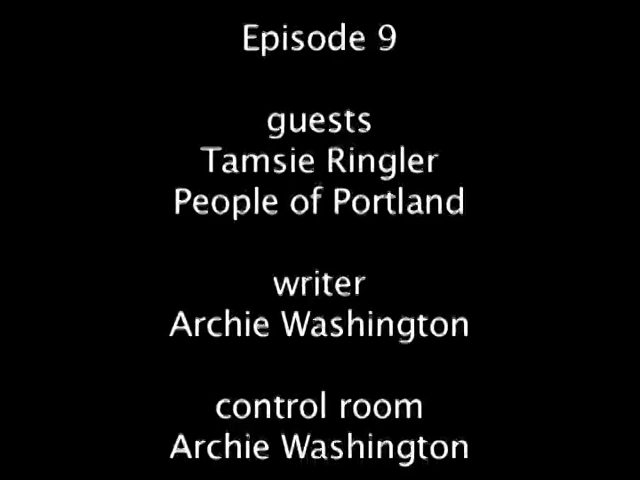 Episode 9
guests
Tamsie Ringler
People of Portland
writer
Archie Washington
control room
Archie Washington